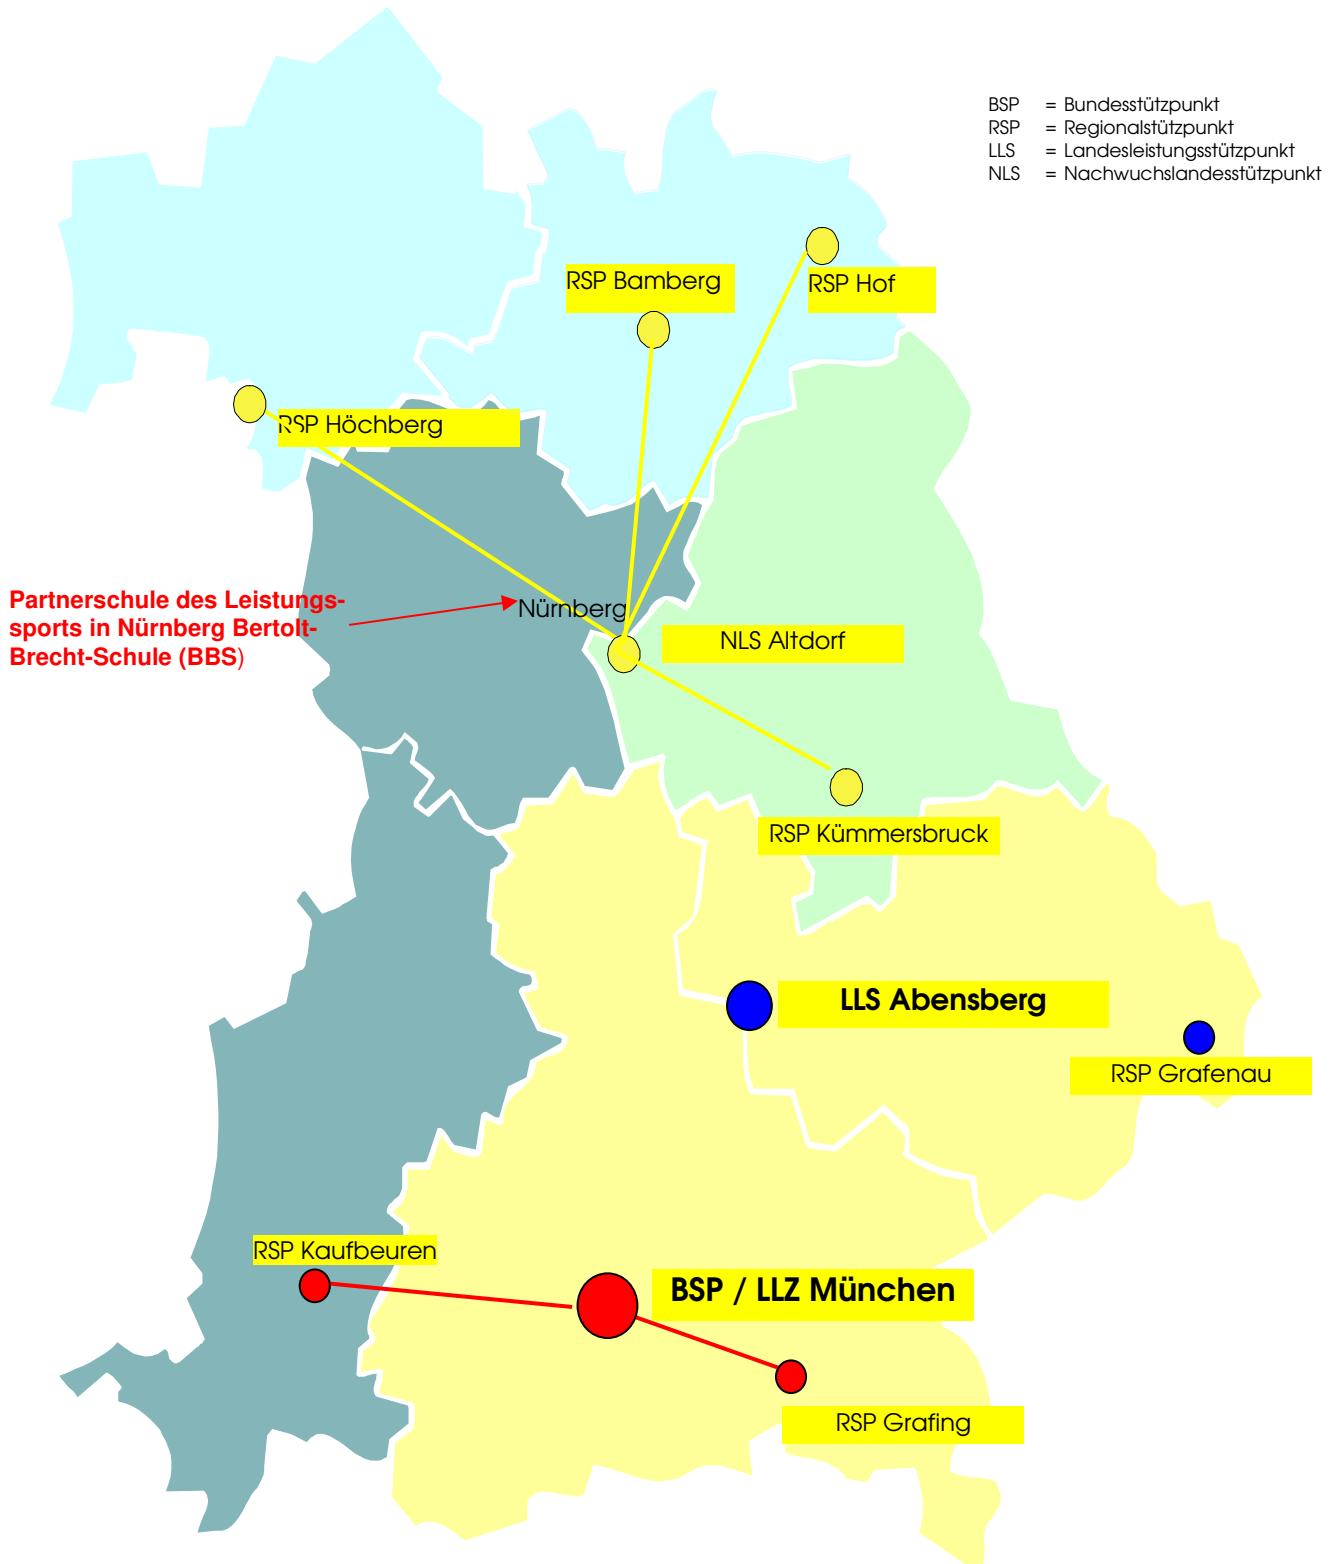 BSP = Bundesstützpunkt
RSP = Regionalstützpunkt
LLS = Landesleistungsstützpunkt
NLS = Nachwuchslandesstützpunkt
RSP Bamberg
RSP Hof
RSP Höchberg
Partnerschule des Leistungs-
sports in Nürnberg Bertolt-
Brecht-Schule (BBS)
Nürnberg
NLS Altdorf
RSP Kümmersbruck
LLS Abensberg
RSP Grafenau
RSP Kaufbeuren
BSP / LLZ München
RSP Grafing